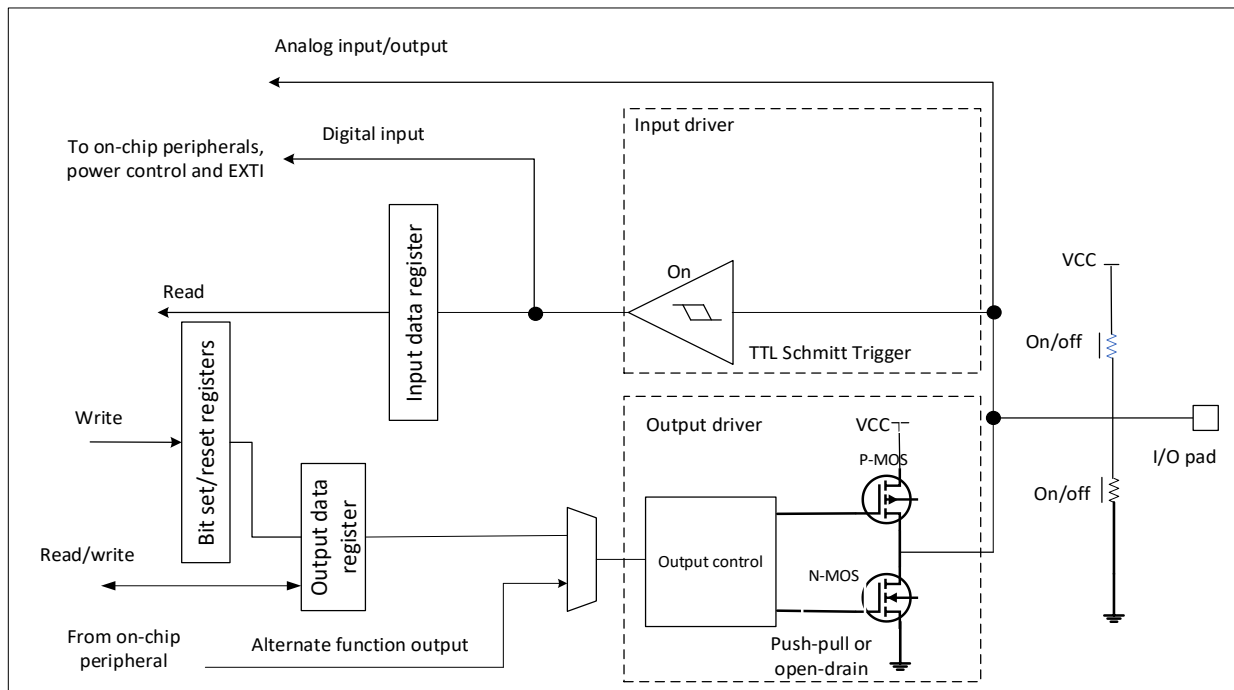 Analog input/output
Digital input
To on-chip peripherals,
power control and EXTI
Input driver
Input data register
On
Read
TTL Schmitt Trigger
VCC
On/off
Bit set/reset registers
Write
Output driver
VCC
P-MOS
I/O pad
On/off
Output data
register
Read/write
Output control
N-MOS
From on-chip
peripheral
Alternate function output
Push-pull or
open-drain